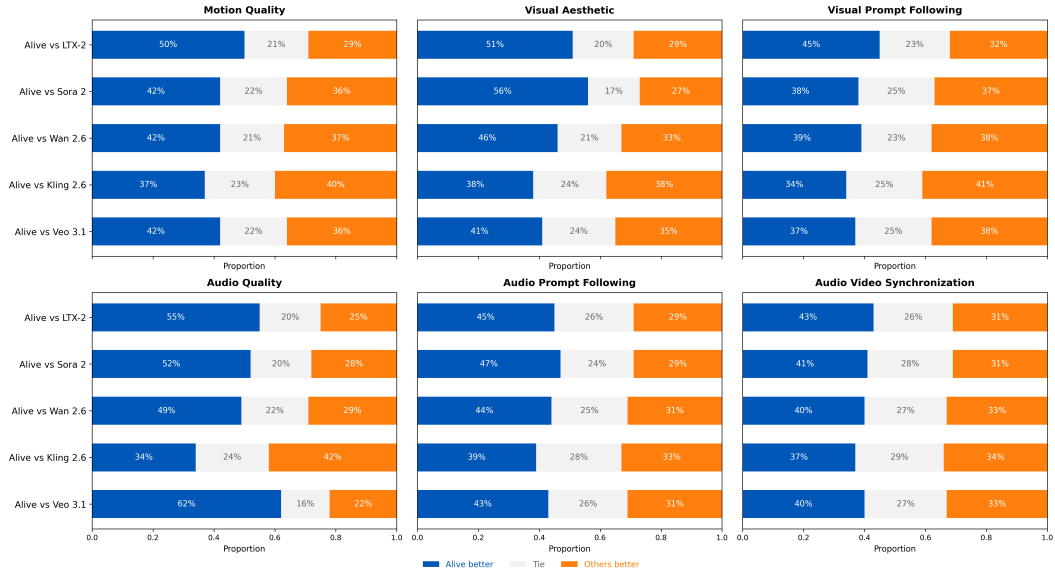 Motion Quality
Visual Aesthetic
Visual Prompt Following
Alive vs LTX-2
50% 21% 29%
51% 20% 29%
45% 23% 32%
Alive vs Sora 2
42% 22% 36%
56% 17% 27%
38% 25% 37%
Alive vs Wan 2.6
42% 21% 37%
46% 21% 33%
39% 23% 38%
Alive vs Kling 2.6
37% 23% 40%
38% 24% 38%
34% 25% 41%
Alive vs Veo 3.1
42% 22% 36%
41% 24% 35%
37% 25% 38%
Proportion
Proportion
Proportion
Audio Quality
Audio Prompt Following
Audio Video Synchronization
Alive vs LTX-2
55% 20% 25%
45% 26% 29%
43% 26% 31%
Alive vs Sora 2
52% 20% 28%
47% 24% 29%
41% 28% 31%
Alive vs Wan 2.6
49% 22% 29%
44% 25% 31%
40% 27% 33%
Alive vs Kling 2.6
34% 24% 42%
39% 28% 33%
37% 29% 34%
Alive vs Veo 3.1
62% 16% 22%
43% 26% 31%
40% 27% 33%
0.0 0.2 0.4 0.6 0.8 1.0
0.0 0.2 0.4 0.6 0.8 1.0
0.0 0.2 0.4 0.6 0.8 1.0
Proportion
Proportion
Proportion
Alive better
Tie
Others better